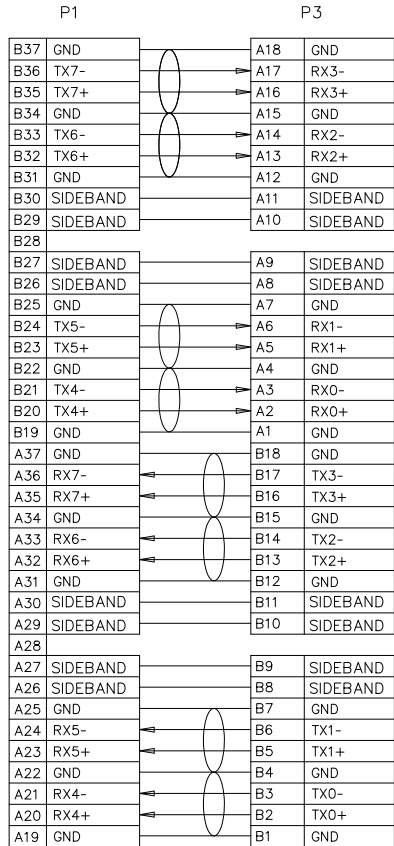 P1 P3
B37 GND A18 GND
B36 TX7- A17 RX3-
B35 TX7+ A16 RX3+
B34 GND A15 GND
B33 TX6- A14 RX2-
B32 TX6+ A13 RX2+
B31 GND A12 GND
B30 SIDEBAND A11 SIDEBAND
B29 SIDEBAND A10 SIDEBAND
B28
B27 SIDEBAND A9 SIDEBAND
B26 SIDEBAND A8 SIDEBAND
B25 GND A7 GND
B24 TX5- A6 RX1-
B23 TX5+ A5 RX1+
B22 GND A4 GND
B21 TX4- A3 RX0-
B20 TX4+ A2 RX0+
B19 GND A1 GND
A37 GND B18 GND
A36 RX7- B17 TX3-
A35 RX7+ B16 TX3+
A34 GND B15 GND
A33 RX6- B14 TX2-
A32 RX6+ B13 TX2+
A31 GND B12 GND
A30 SIDEBAND B11 SIDEBAND
A29 SIDEBAND B10 SIDEBAND
A28
A27 SIDEBAND B9 SIDEBAND
A26 SIDEBAND B8 SIDEBAND
A25 GND B7 GND
A24 RX5- B6 TX1-
A23 RX5+ B5 TX1+
A22 GND B4 GND
A21 RX4- B3 TX0-
A20 RX4+ B2 TX0+
A19 GND B1 GND